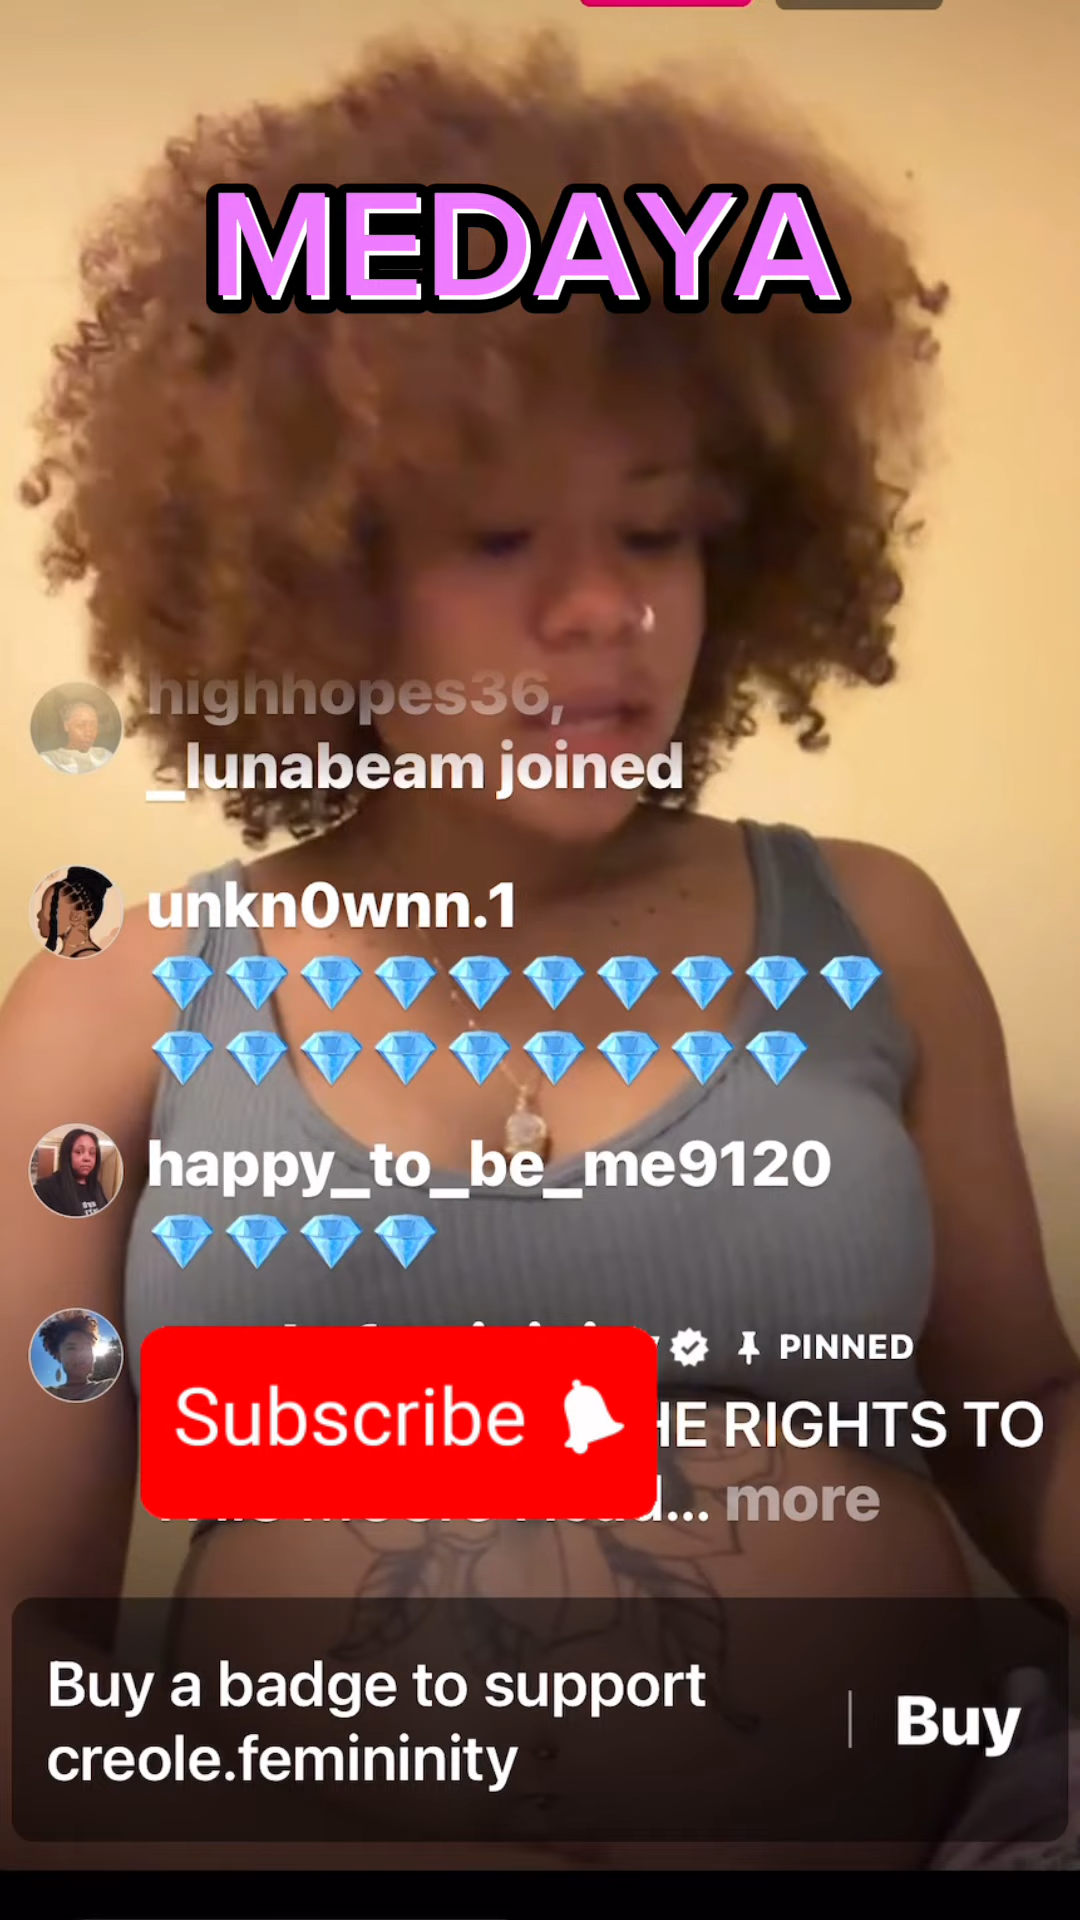 MEDAYA
highhopes36,
_lunabeam joined
unkn0wnn.1
💎💎💎💎💎💎💎💎💎💎
💎💎💎💎💎💎💎💎💎
happy_to_be_me9120
💎💎💎💎
PINNED
Subscribe
RIGHTS TO
... more
Buy a badge to support
creole.femininity
Buy